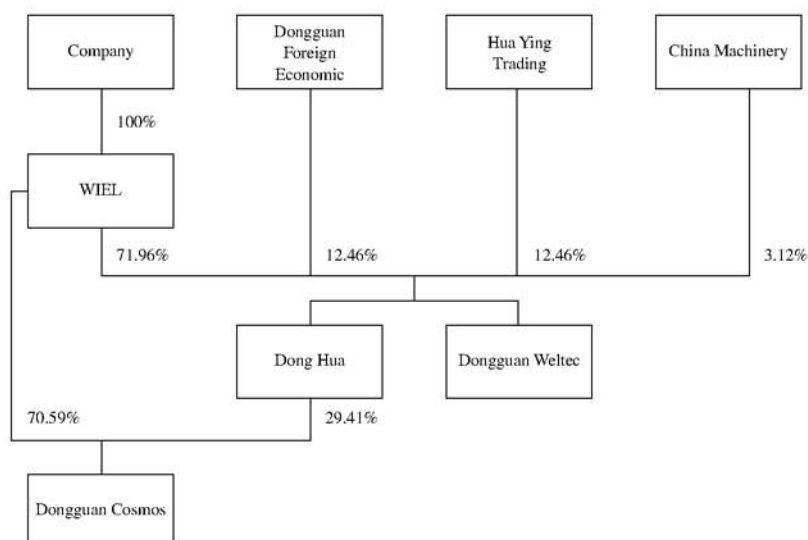 Company
Dongguan
Foreign
Economic
Hua Ying
Trading
China Machinery
100%
WIEL
71.96%
12.46%
12.46%
3.12%
Dong Hua
Dongguan Weltec
70.59%
29.41%
Dongguan Cosmos